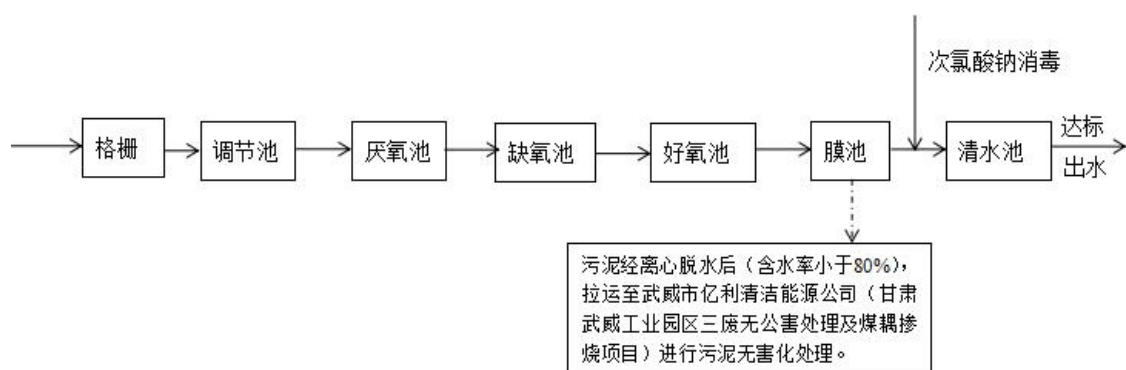 次氯酸钠消毒
格栅
调节池
厌氧池
缺氧池
好氧池
膜池
清水池
达标
出水
污泥经离心脱水后（含水率小于80%），
拉运至武威市亿利清洁能源公司（甘肃
武威工业园区三废无公害处理及煤耦掺
烧项目）进行污泥无害化处理。